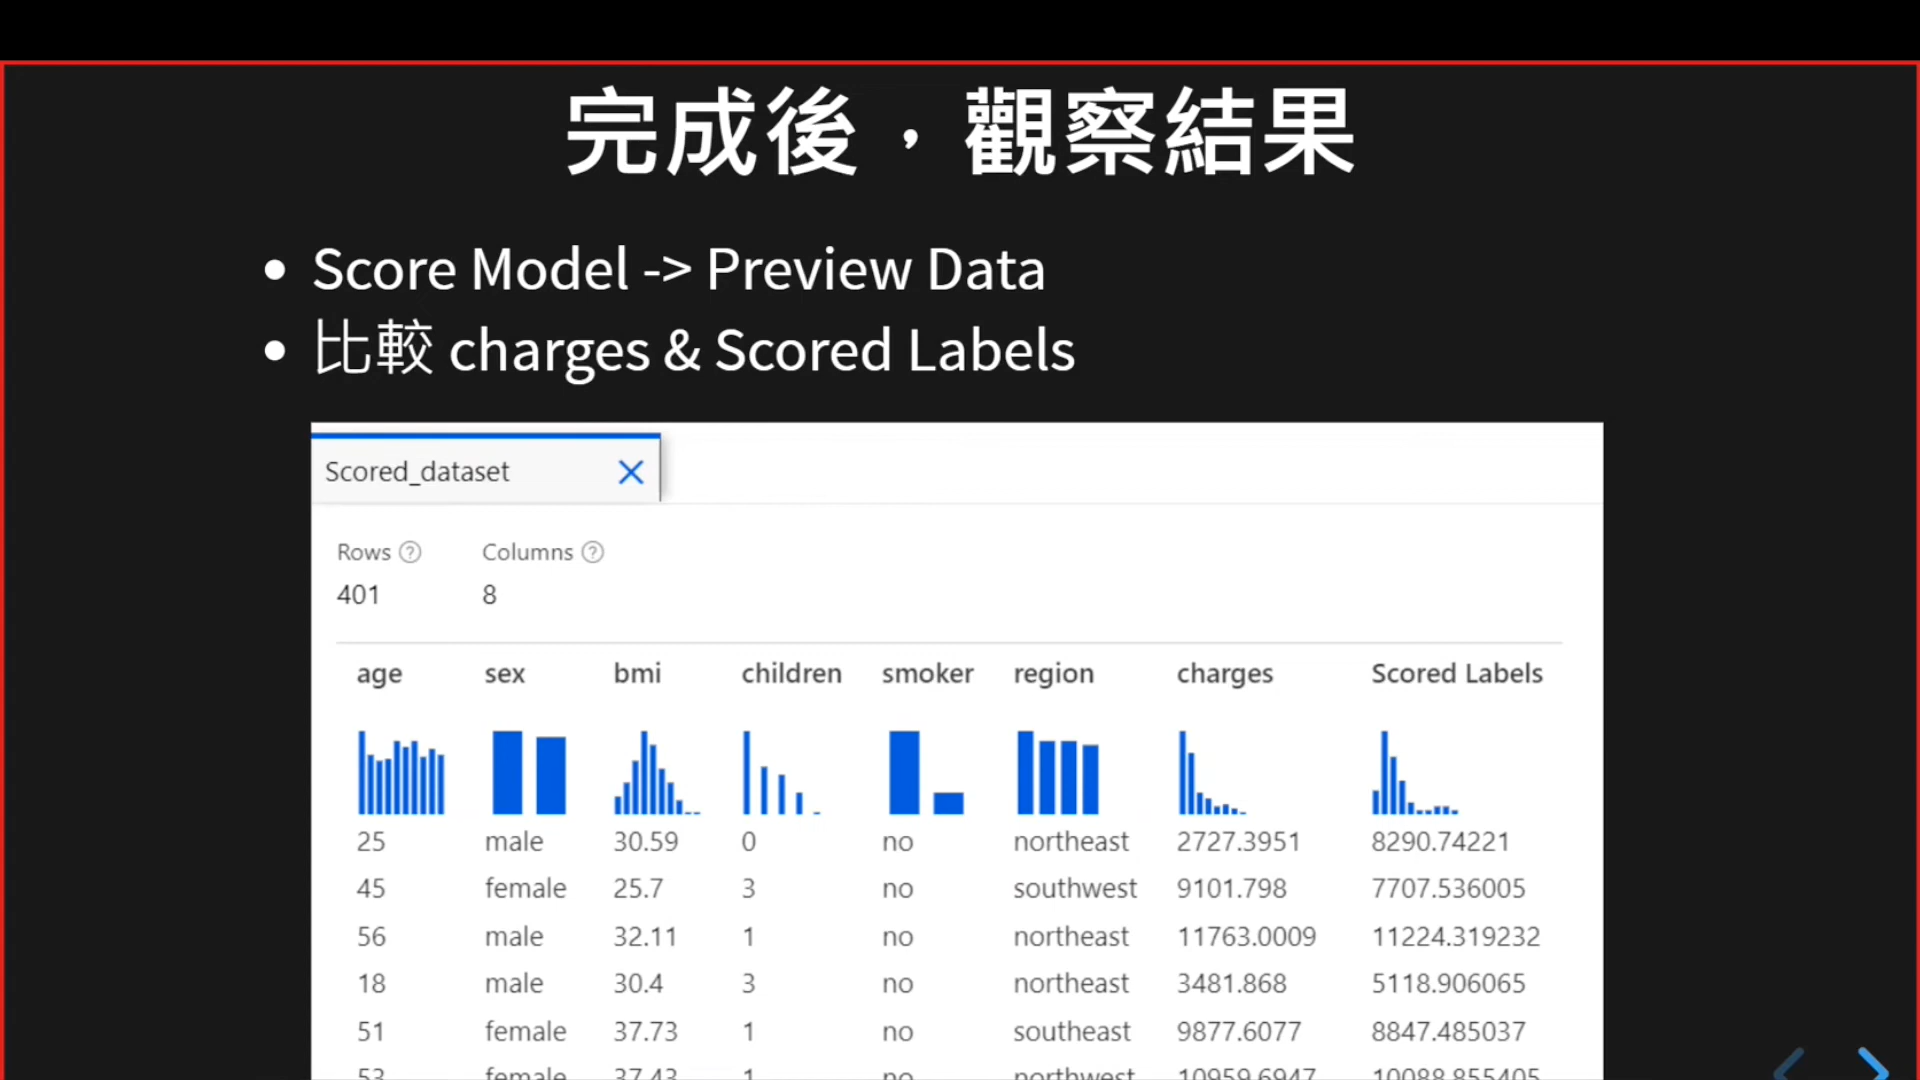 完成後，觀察結果
• Score Model -> Preview Data
• 比較 charges & Scored Labels
Scored_dataset
Rows Columns
401 8
age sex bmi children smoker region charges Scored Labels
25 male 30.59 0 no northeast 2727.3951 8290.74221
45 female 25.7 3 no southwest 9101.798 7707.536005
56 male 32.11 1 no northeast 11763.0009 11224.319232
18 male 30.4 3 no northeast 3481.868 5118.906065
51 female 37.73 1 no southeast 9877.6077 8847.485037
53 female 37.43 1 no northwest 10959.6947 10088.855405